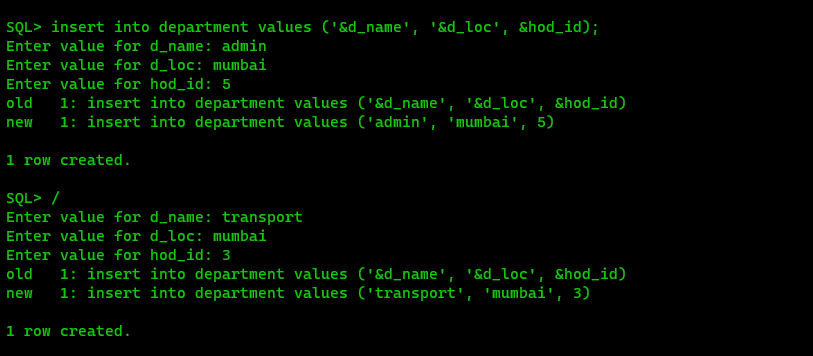 SQL> insert into department values ('&d_name', '&d_loc', &hod_id);
Enter value for d_name: admin
Enter value for d_loc: mumbai
Enter value for hod_id: 5
old   1: insert into department values ('&d_name', '&d_loc', &hod_id)
new   1: insert into department values ('admin', 'mumbai', 5)
1 row created.
SQL> /
Enter value for d_name: transport
Enter value for d_loc: mumbai
Enter value for hod_id: 3
old   1: insert into department values ('&d_name', '&d_loc', &hod_id)
new   1: insert into department values ('transport', 'mumbai', 3)
1 row created.